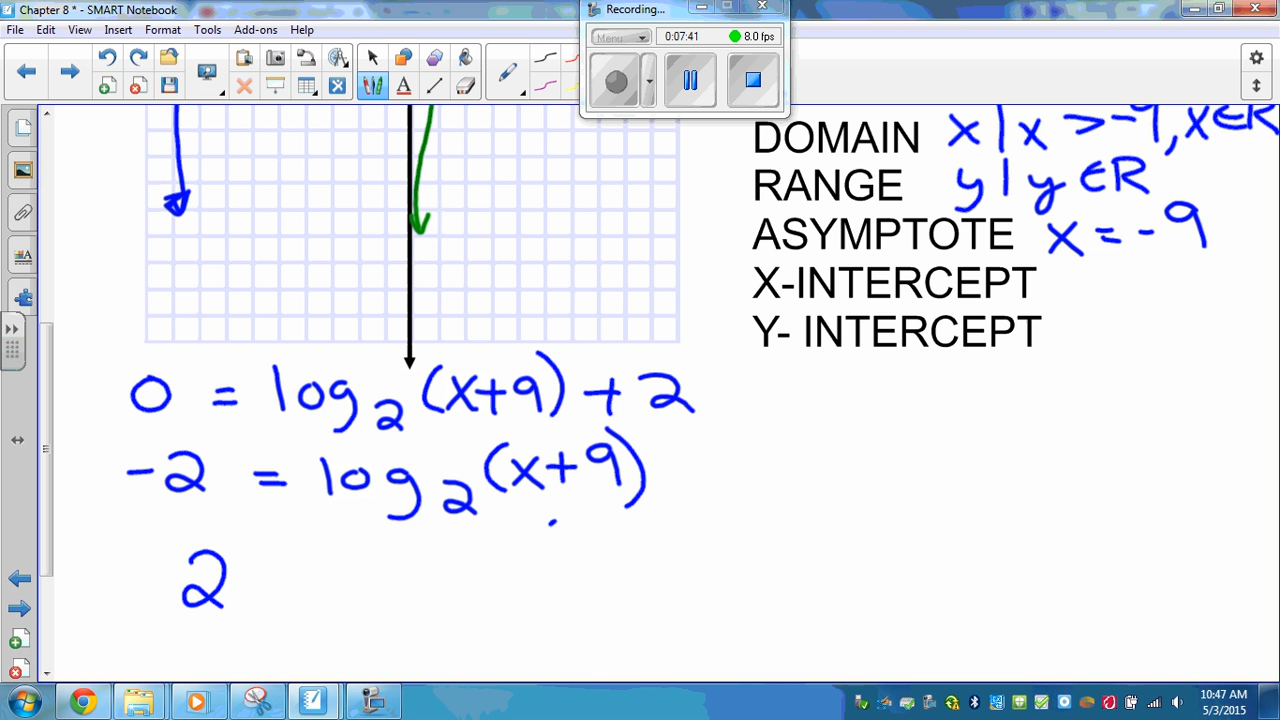 Chapter 8 * - SMART Notebook
Recording...
File Edit View Insert Format Tools Actions Add-ons Help
Menu 0:07:41 8.0 fps
DOMAIN x | x > -9, x ∈ R
RANGE y | y ∈ R
ASYMPTOTE x = -9
X-INTERCEPT
Y- INTERCEPT
0 = log₂(x+9) + 2
-2 = log₂(x+9)
2
10:47 AM
5/3/2015